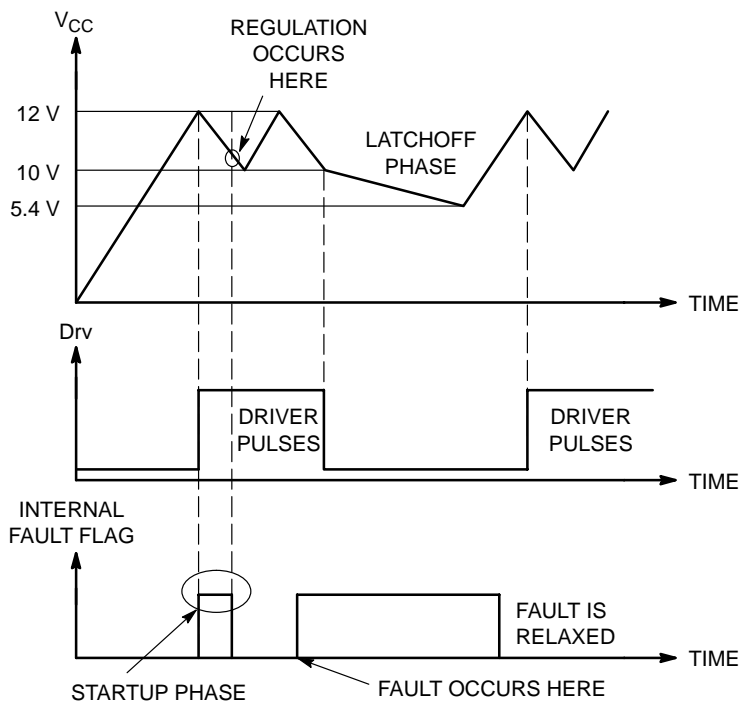 VCC
REGULATION
OCCURS
HERE
12 V
LATCHOFF
PHASE
10 V
5.4 V
TIME
Drv
DRIVER
PULSES
DRIVER
PULSES
TIME
INTERNAL
FAULT FLAG
FAULT IS
RELAXED
TIME
STARTUP PHASE
FAULT OCCURS HERE